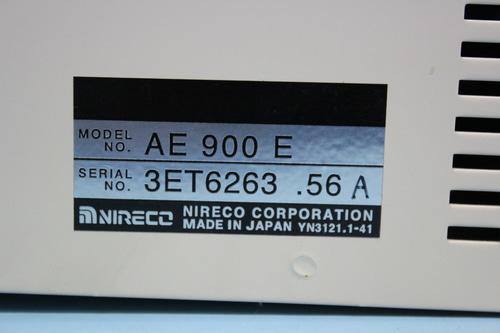 MODEL NO. AE 900 E
SERIAL NO. 3ET6263 .56 A
NIRECO NIRECO CORPORATION
MADE IN JAPAN YN3121.1-41